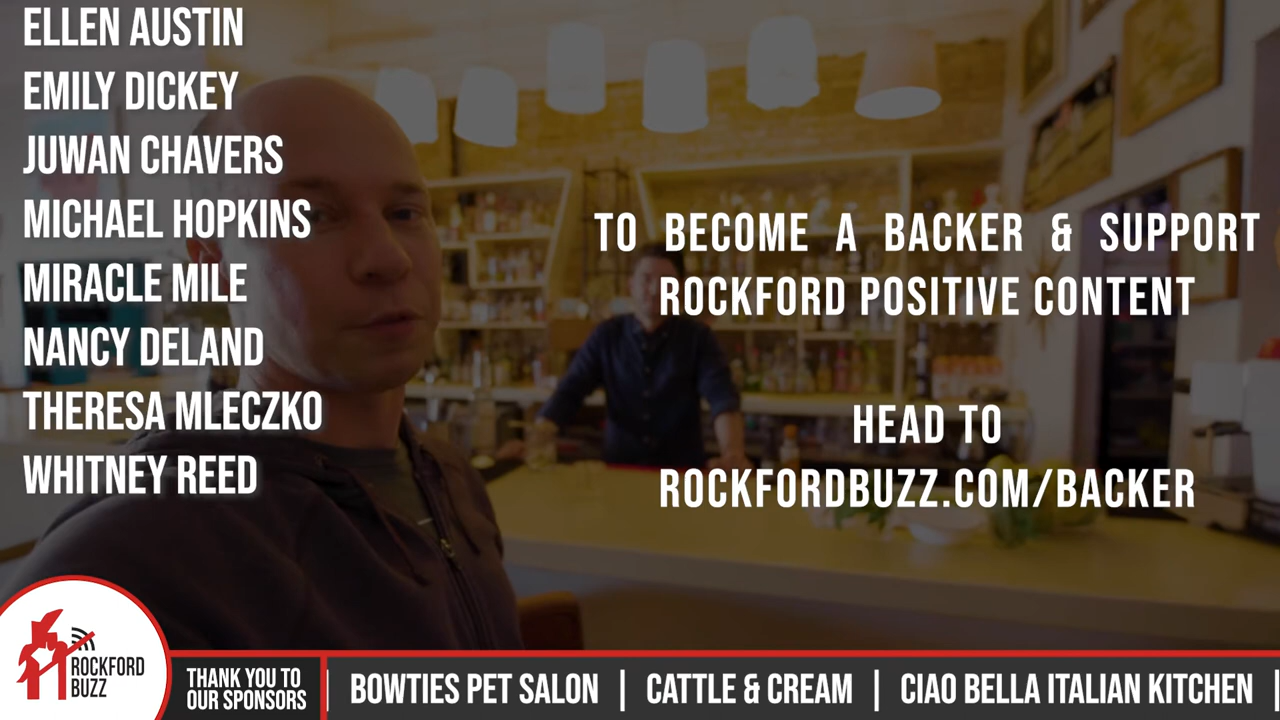 ELLEN AUSTIN
EMILY DICKEY
JUWAN CHAVERS
MICHAEL HOPKINS
MIRACLE MILE
NANCY DELAND
THERESA MLECZKO
WHITNEY REED
TO BECOME A BACKER & SUPPORT
ROCKFORD POSITIVE CONTENT
HEAD TO
ROCKFORDBUZZ.COM/BACKER
ROCKFORD
BUZZ
THANK YOU TO
OUR SPONSORS
| BOWTIES PET SALON | CATTLE & CREAM | CIAO BELLA ITALIAN KITCHEN |